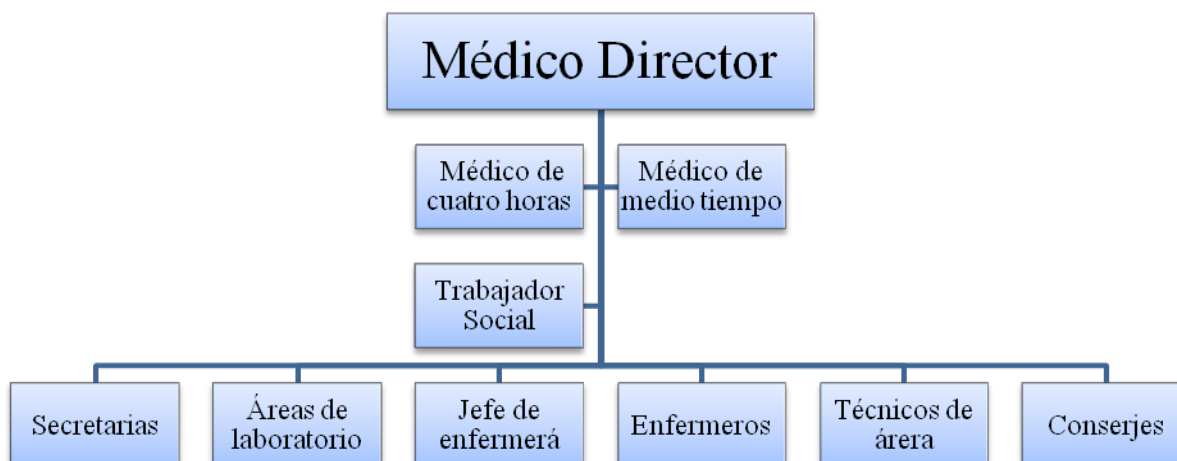 Médico Director
Médico de
cuatro horas
Médico de
medio tiempo
Trabajador
Social
Secretarias
Áreas de
laboratorio
Jefe de
enfermerá
Enfermeros
Técnicos de
árera
Conserjes